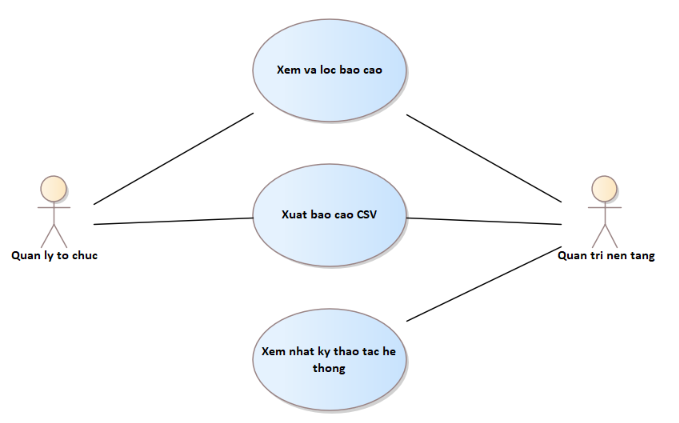 Xem va loc bao cao
Xuat bao cao CSV
Quan ly to chuc
Quan tri nen tang
Xem nhat ky thao tac he
thong